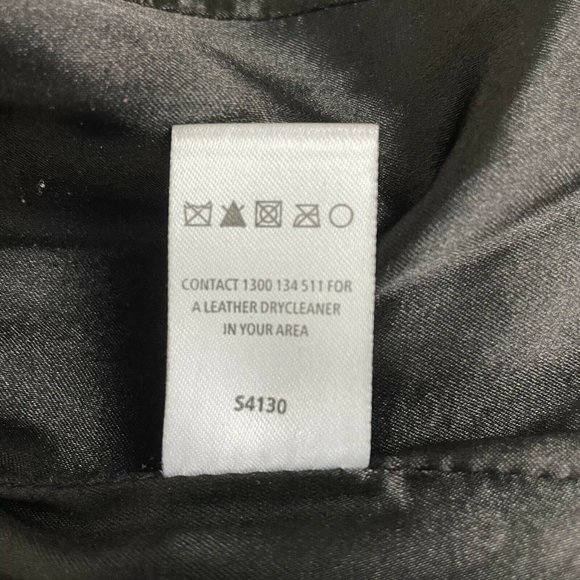 CONTACT 1300 134 511 FOR
A LEATHER DRYCLEANER
IN YOUR AREA
S4130